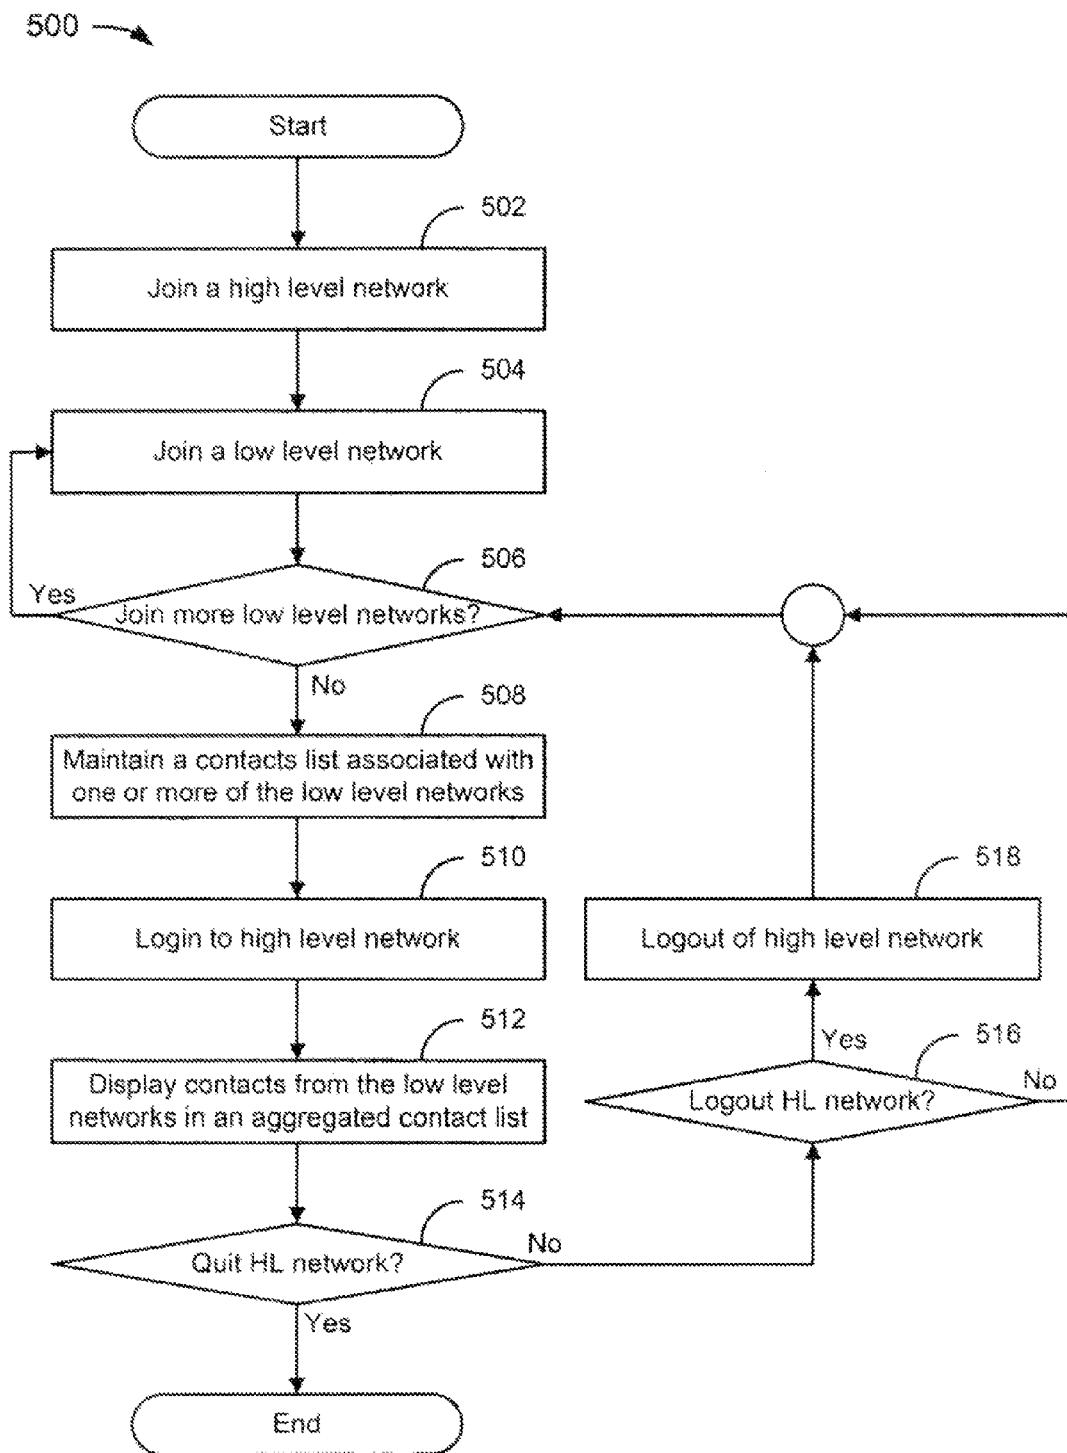 500
Start
502
Join a high level network
504
Join a low level network
506
Yes
Join more low level networks?
No
508
Maintain a contacts list associated with
one or more of the low level networks
510
518
Login to high level network
Logout of high level network
512
Yes
516
Display contacts from the low level
networks in an aggregated contact list
Logout HL network?
No
514
Quit HL network?
No
Yes
End